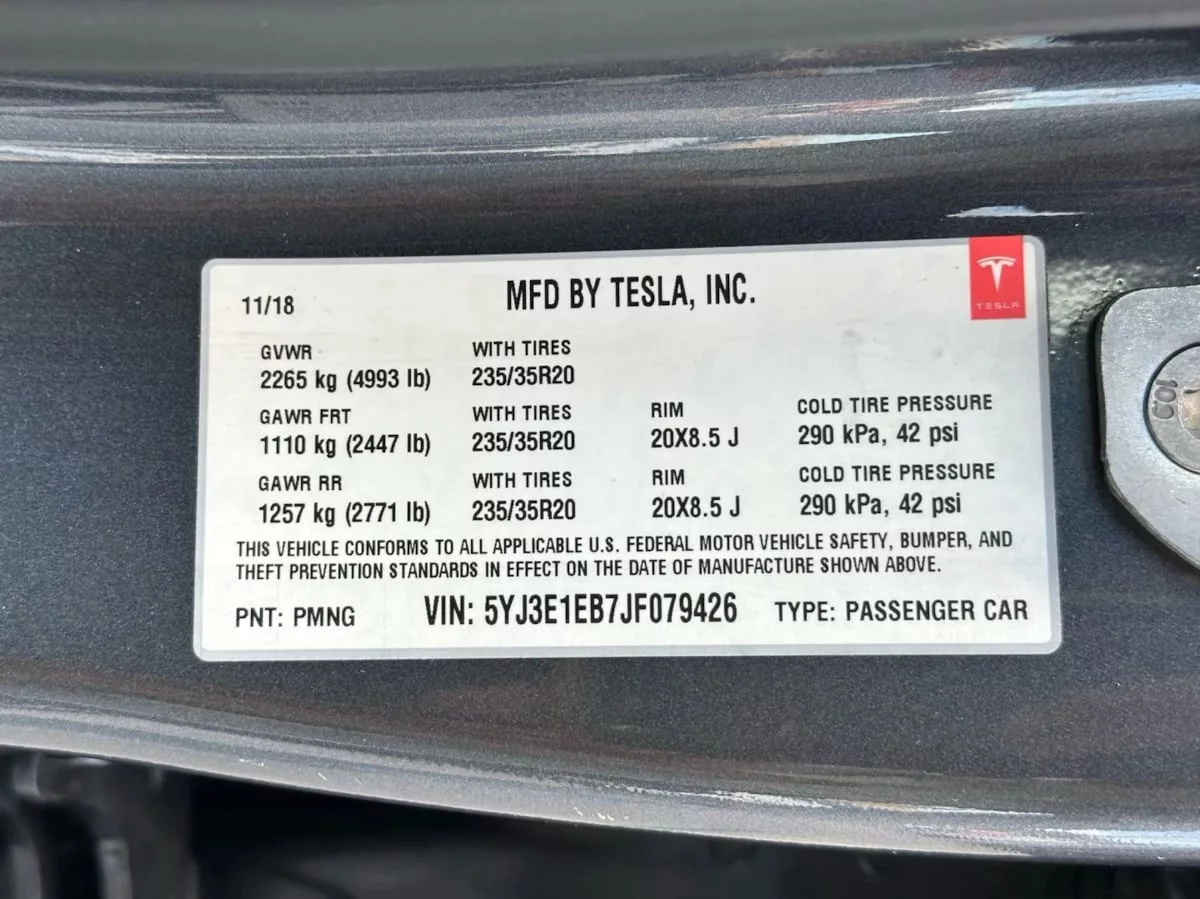 11/18 MFD BY TESLA, INC.
TESLA
GVWR WITH TIRES
2265 kg (4993 lb) 235/35R20
GAWR FRT WITH TIRES RIM COLD TIRE PRESSURE
1110 kg (2447 lb) 235/35R20 20X8.5 J 290 kPa, 42 psi
GAWR RR WITH TIRES RIM COLD TIRE PRESSURE
1257 kg (2771 lb) 235/35R20 20X8.5 J 290 kPa, 42 psi
THIS VEHICLE CONFORMS TO ALL APPLICABLE U.S. FEDERAL MOTOR VEHICLE SAFETY, BUMPER, AND
THEFT PREVENTION STANDARDS IN EFFECT ON THE DATE OF MANUFACTURE SHOWN ABOVE.
PNT: PMNG VIN: 5YJ3E1EB7JF079426 TYPE: PASSENGER CAR